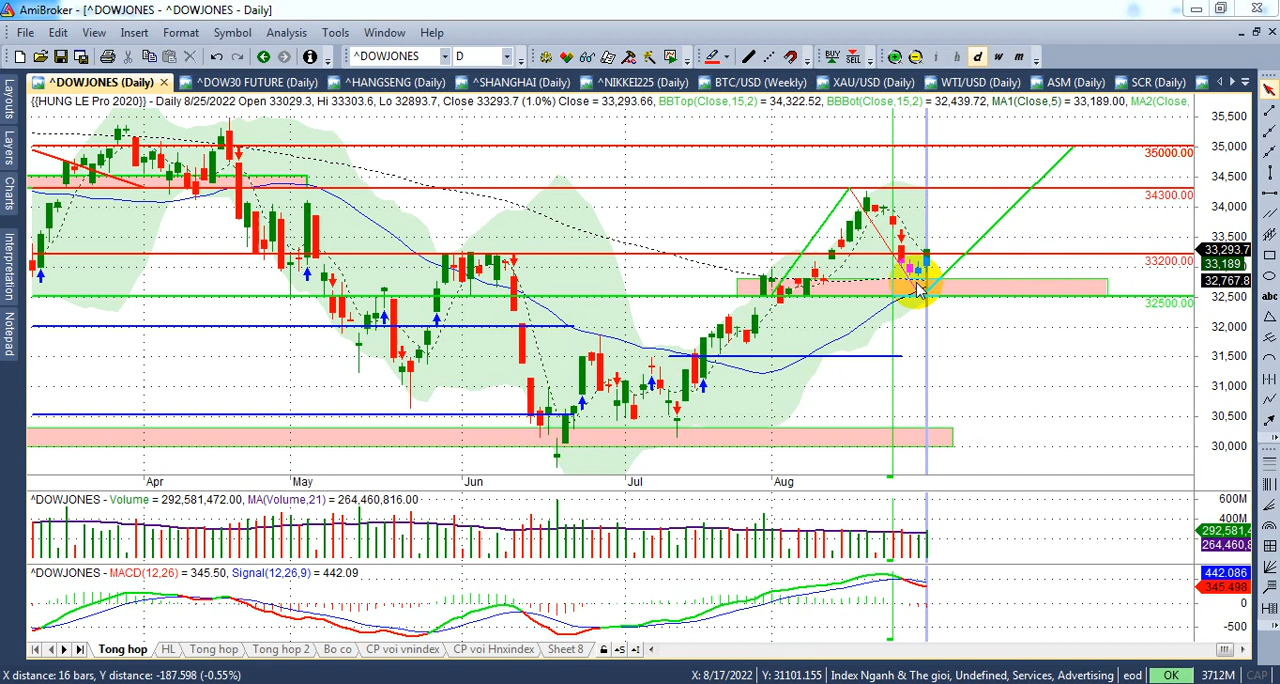 AmiBroker - [^DOWJONES - ^DOWJONES - Daily]
File Edit View Insert Format Symbol Analysis Tools Window Help
^DOWJONES D BUY SELL i h d w m
^DOWJONES (Daily) ^DOW30 FUTURE (Daily) ^HANGSENG (Daily) ^SHANGHAI (Daily) ^NIKKEI225 (Daily) BTC/USD (Weekly) XAU/USD (Daily) WTI/USD (Daily) ASM (Daily) SCR (Daily)
{{HUNG LE Pro 2020}} - Daily 8/25/2022 Open 33029.3, Hi 33303.6, Lo 32893.7, Close 33293.7 (1.0%) Close = 33,293.66, BBTop(Close,15,2) = 34,322.52, BBBot(Close,15,2) = 32,439.72, MA1(Close,5) = 33,189.00, MA2(Close,
Layouts
Layers
Charts
Interpretation
Notepad
abc
35,500
35,000
35000.00
34,500
34300.00
34,000
33,500
33,293.7
33,189
33200.00
32,767.8
32,500
32500.00
32,000
31,500
31,000
30,500
30,000
Apr May Jun Jul Aug
^DOWJONES - Volume = 292,581,472.00, MA(Volume,21) = 264,460,816.00
600M
400M
292,581,4
264,460,8
^DOWJONES - MACD(12,26) = 345.50, Signal(12,26,9) = 442.09
442.086
345.498
0
-500
Tong hop HL Tong hop Tong hop 2 Bo co CP voi vnindex CP voi Hnxindex Sheet 8
X distance: 16 bars, Y distance: -187.598 (-0.55%) X: 8/17/2022 Y: 31101.155 Index Nganh & The gioi, Undefined, Services, Advertising eod OK 3712M CAP